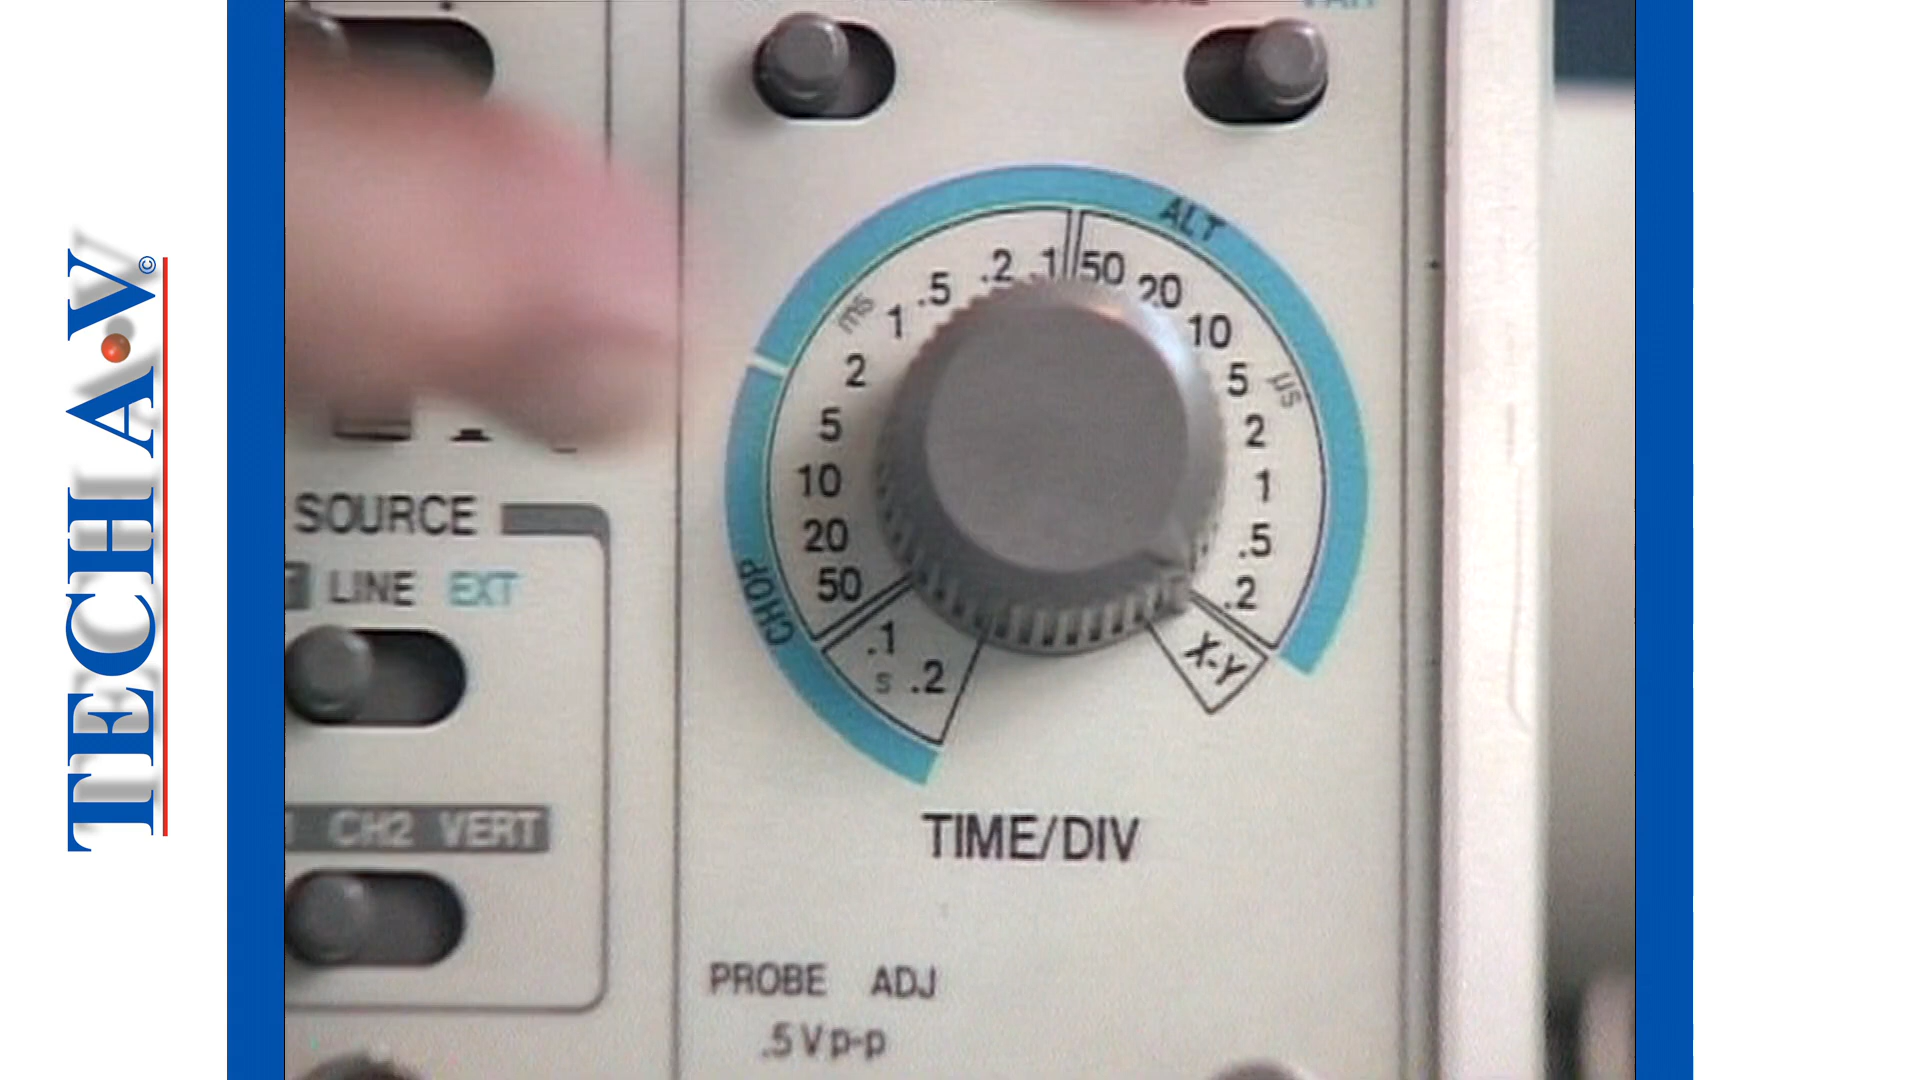 TECH A.V. ©
ALT
.1 50
.2 20
.5 10
ms
1 5 µs
2 2
5 1
10 .5
20 .2
50
CHOP
.1
s .2
X-Y
TIME/DIV
SOURCE
LINE EXT
CH2 VERT
PROBE ADJ
.5 V p-p